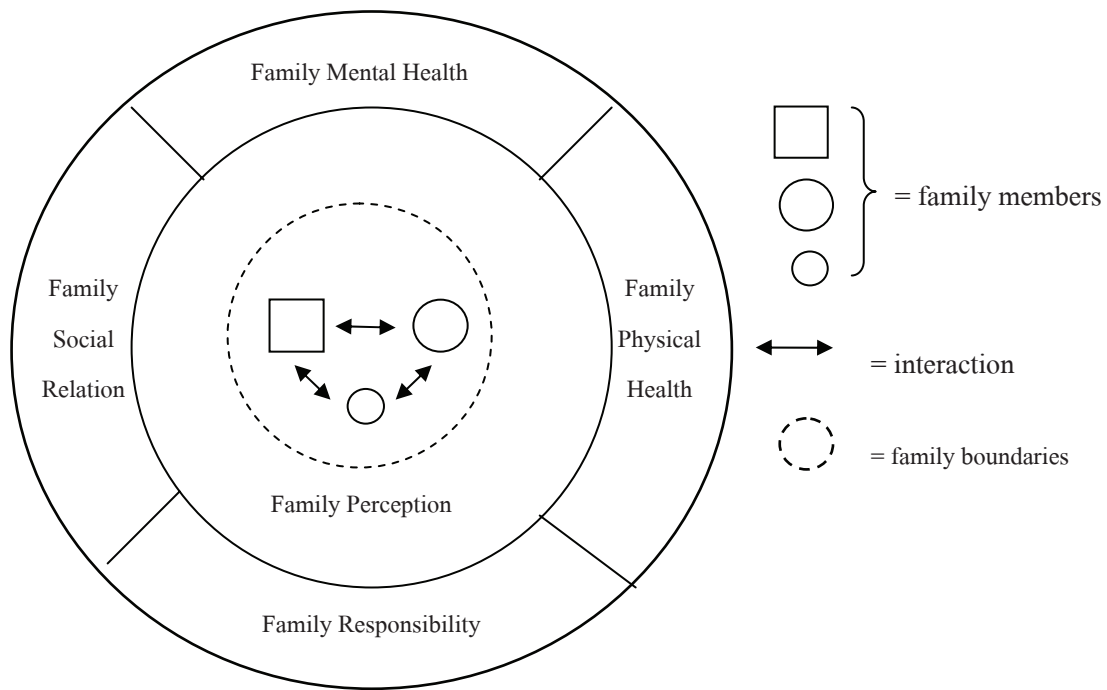 Family Mental Health
Family
Social
Relation
Family
Physical
Health
Family Perception
Family Responsibility
= family members
= interaction
= family boundaries